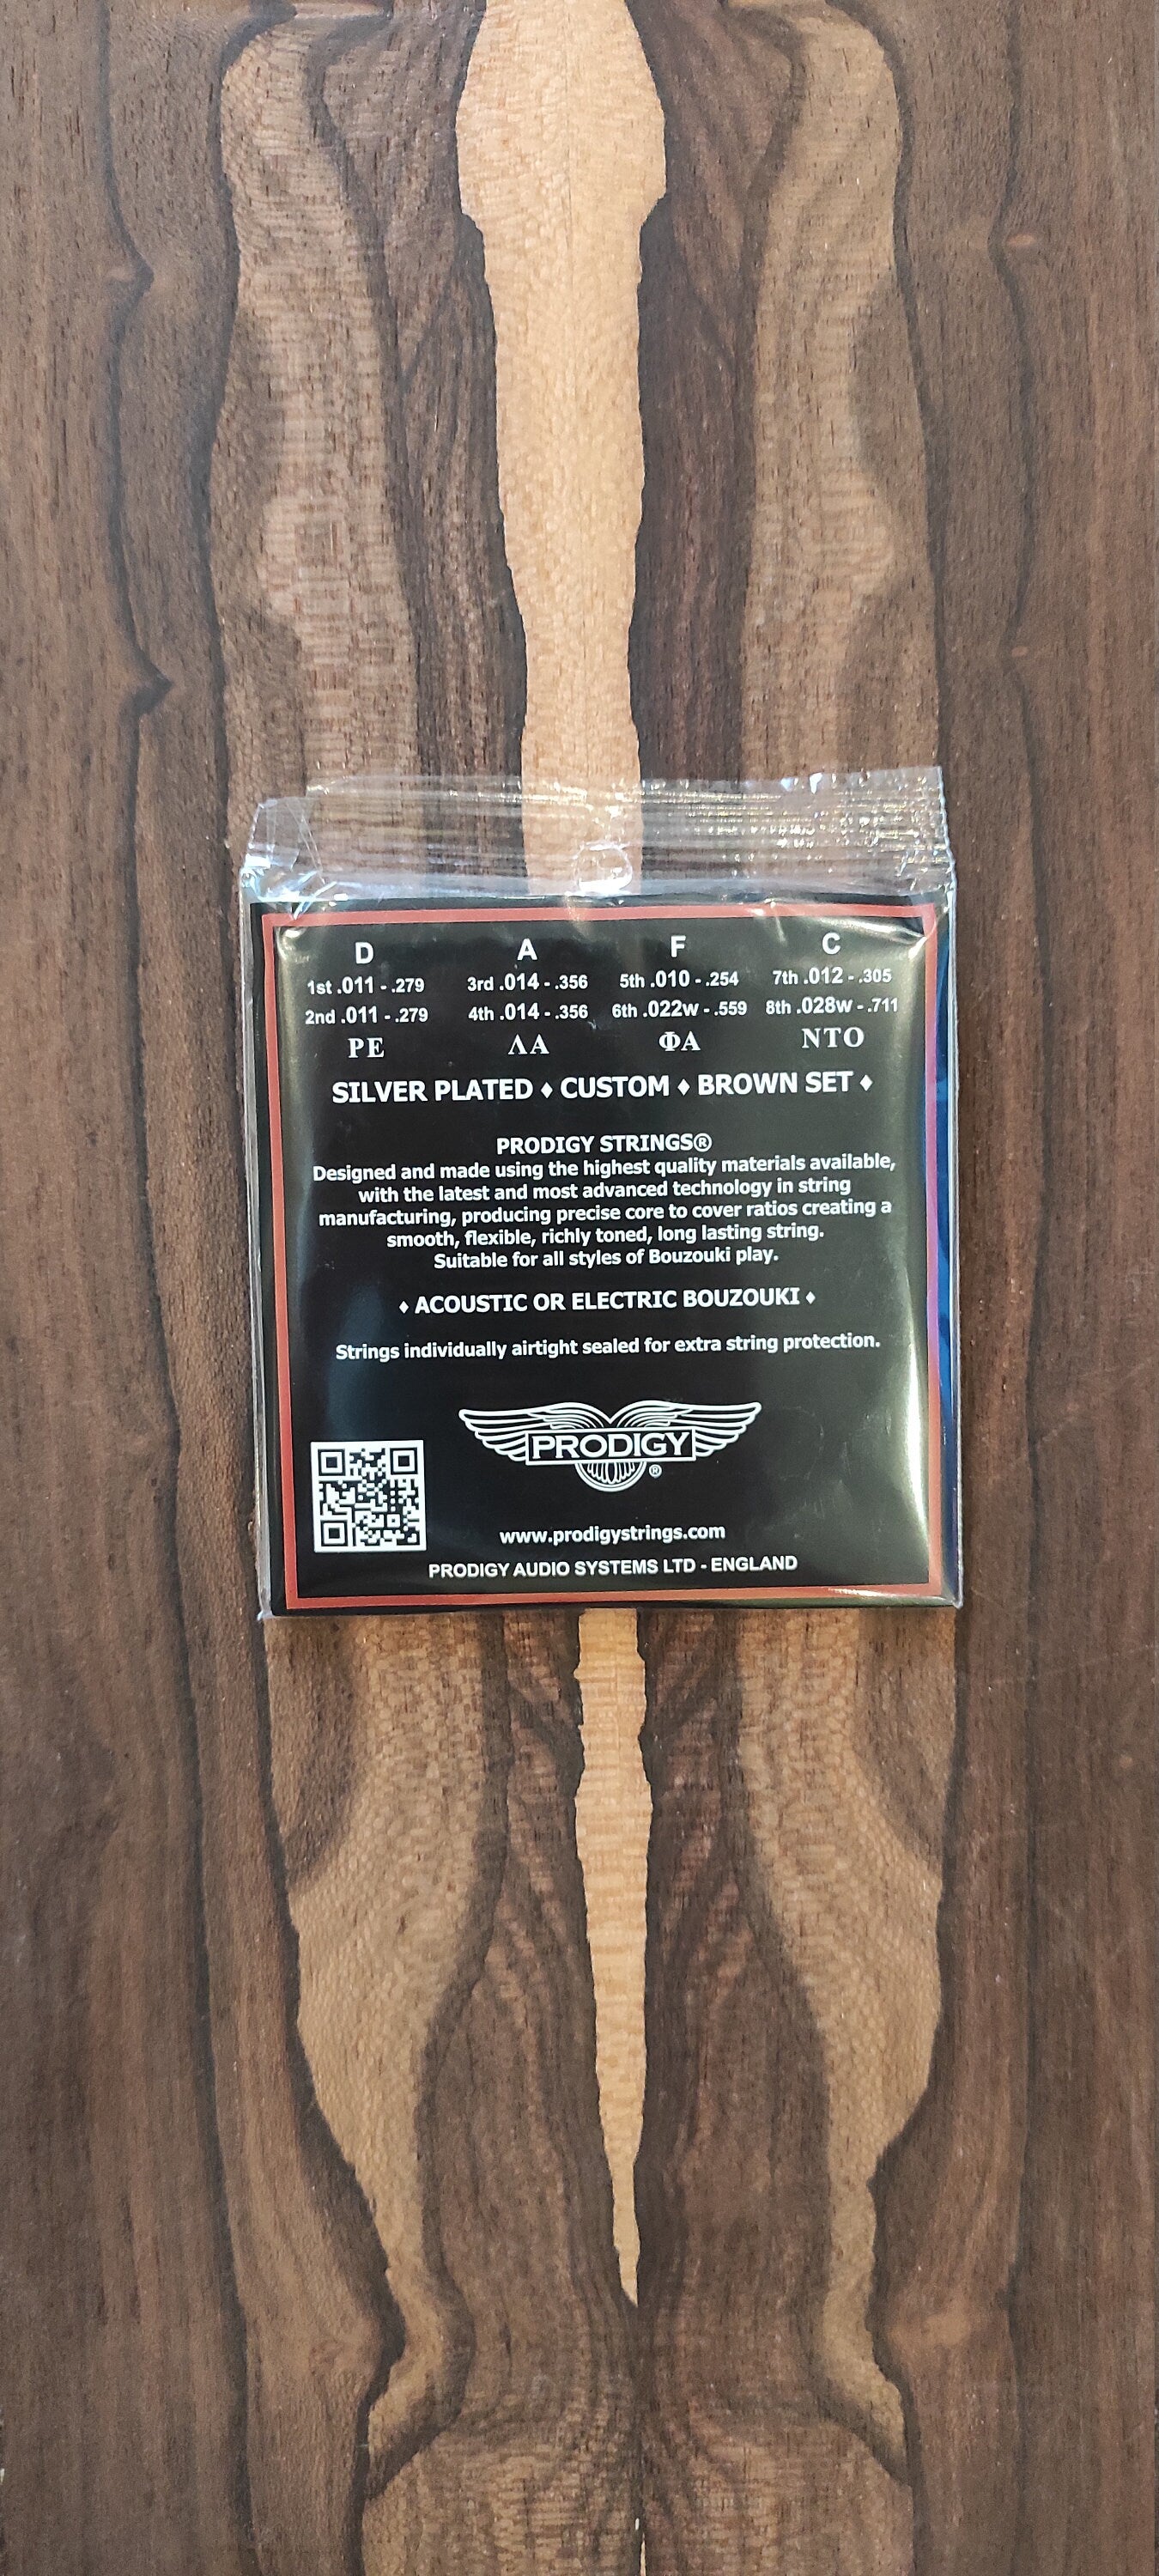 D A F C
1st .011 - .279 3rd .014 - .356 5th .010 - .254 7th .012 - .305
2nd .011 - .279 4th .014 - .356 6th .022w - .559 8th .028w - .711
ΡΕ ΛΑ ΦΑ ΝΤΟ
SILVER PLATED ♦ CUSTOM ♦ BROWN SET ♦
PRODIGY STRINGS®
Designed and made using the highest quality materials available,
with the latest and most advanced technology in string
manufacturing, producing precise core to cover ratios creating a
smooth, flexible, richly toned, long lasting string.
Suitable for all styles of Bouzouki play.
♦ ACOUSTIC OR ELECTRIC BOUZOUKI ♦
Strings individually airtight sealed for extra string protection.
PRODIGY
®
www.prodigystrings.com
PRODIGY AUDIO SYSTEMS LTD - ENGLAND